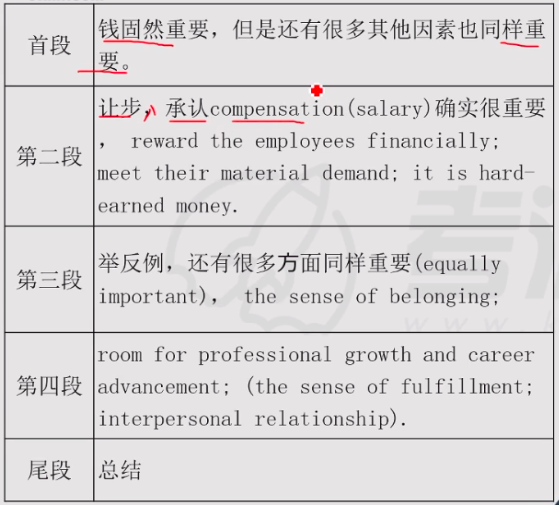 首段
钱固然重要，但是还有很多其他因素也同样重
要。
第二段
让步，承认compensation(salary)确实很重要
， reward the employees financially;
meet their material demand; it is hard-
earned money.
第三段
举反例，还有很多方面同样重要(equally
important)， the sense of belonging;
第四段
room for professional growth and career
advancement; (the sense of fulfillment;
interpersonal relationship).
尾段
总结